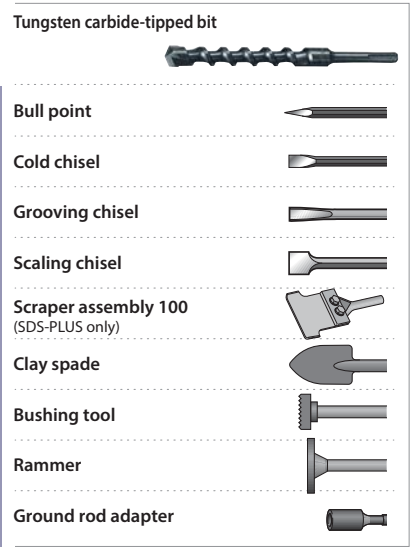 Tungsten carbide-tipped bit
Bull point
Cold chisel
Grooving chisel
Scaling chisel
Scraper assembly 100
(SDS-PLUS only)
Clay spade
Bushing tool
Rammer
Ground rod adapter